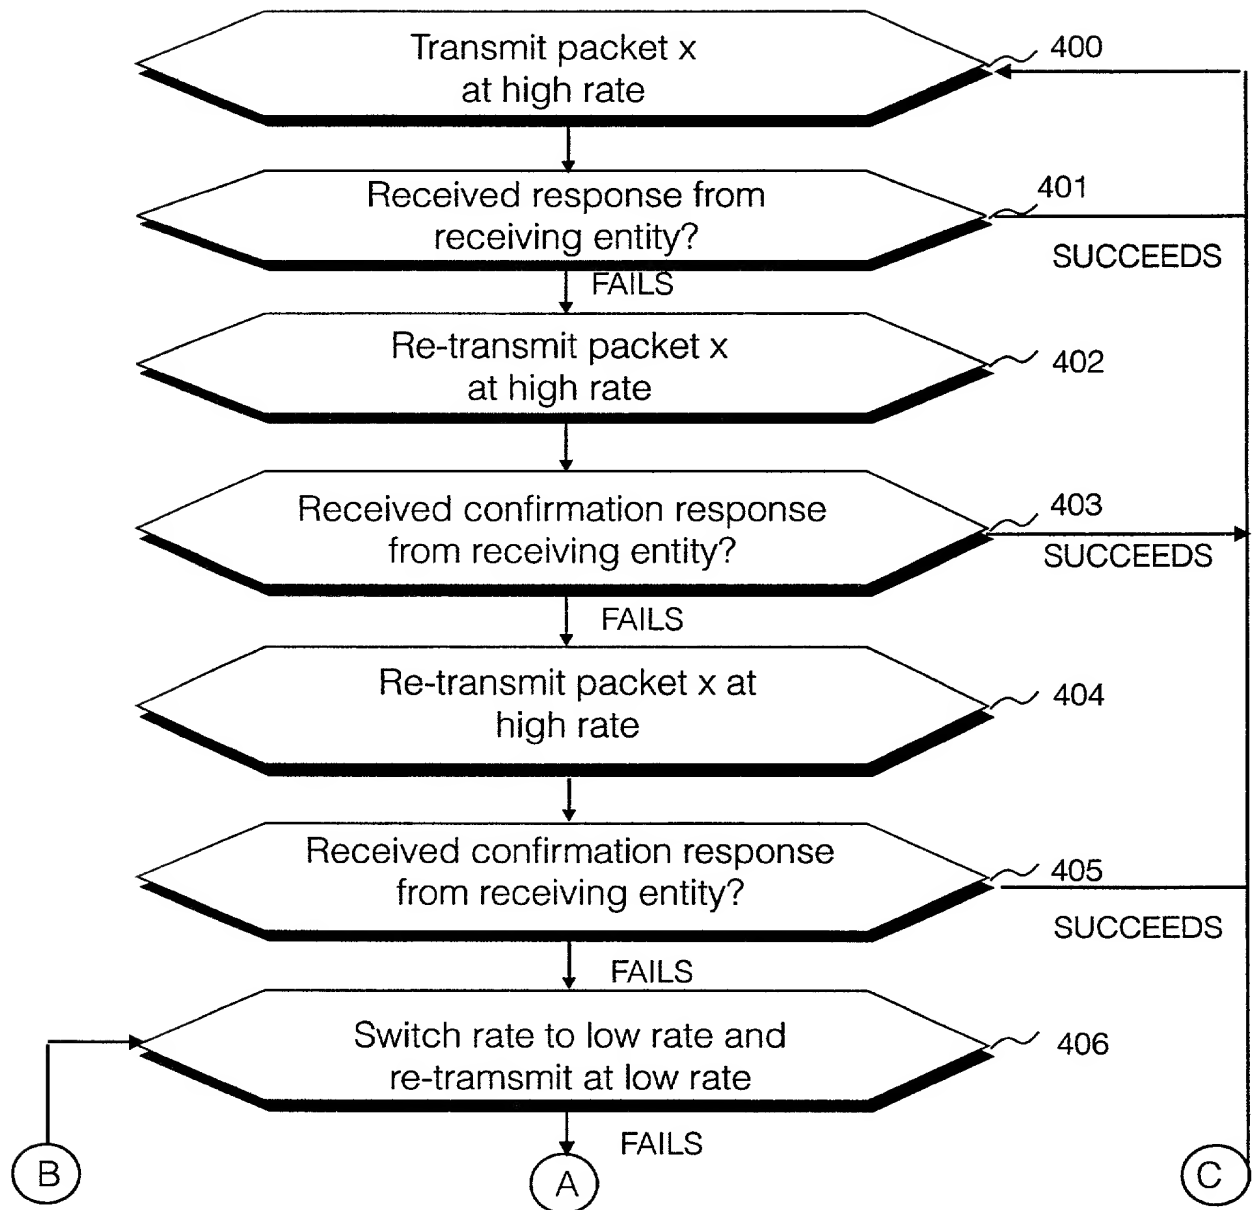 Transmit packet x
at high rate
400
Received response from
receiving entity?
401
SUCCEEDS
FAILS
Re-transmit packet x
at high rate
402
Received confirmation response
from receiving entity?
403
SUCCEEDS
FAILS
Re-transmit packet x at
high rate
404
Received confirmation response
from receiving entity?
405
SUCCEEDS
FAILS
Switch rate to low rate and
re-tramsmit at low rate
406
FAILS
B
A
C